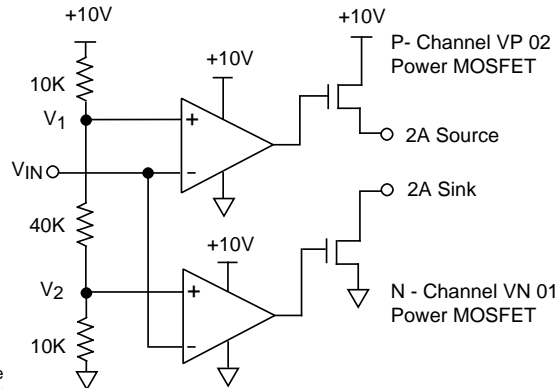 +10V
+10V
+10V
P- Channel VP 02
Power MOSFET
10K
V1
+
2A Source
VIN
-
2A Sink
40K
+10V
V2
+
N - Channel VN 01
Power MOSFET
10K
-
e